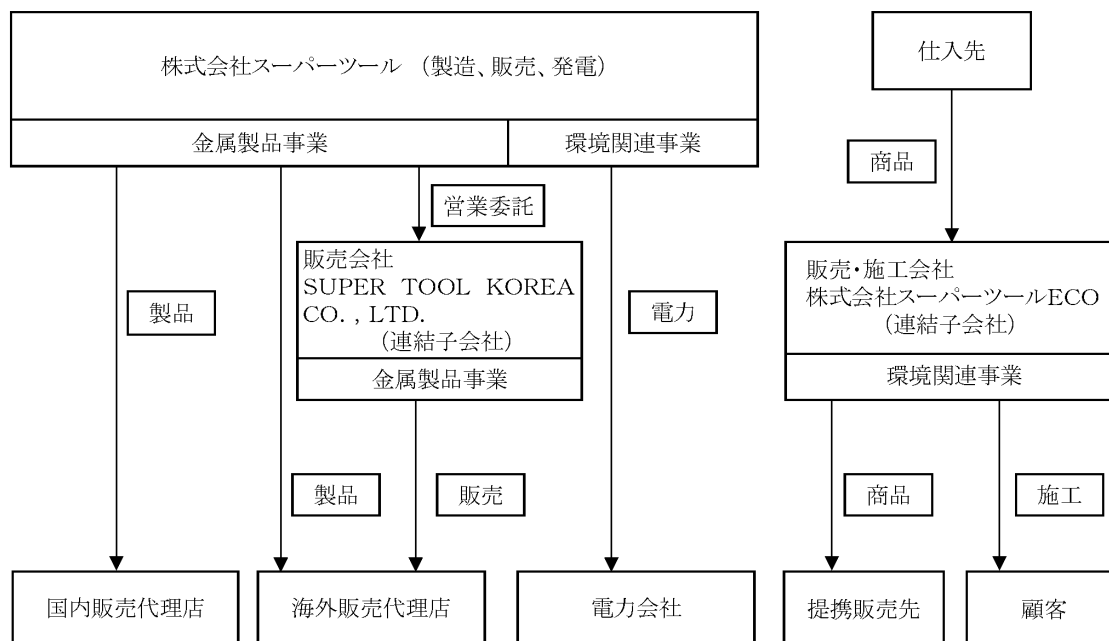 株式会社スーパーツール （製造、販売、発電）
仕入先
金属製品事業
環境関連事業
商品
営業委託
販売会社
SUPER TOOL KOREA
CO. , LTD.
（連結子会社）
金属製品事業
販売・施工会社
株式会社スーパーツールECO
（連結子会社）
環境関連事業
製品
電力
製品
販売
商品
施工
国内販売代理店
海外販売代理店
電力会社
提携販売先
顧客